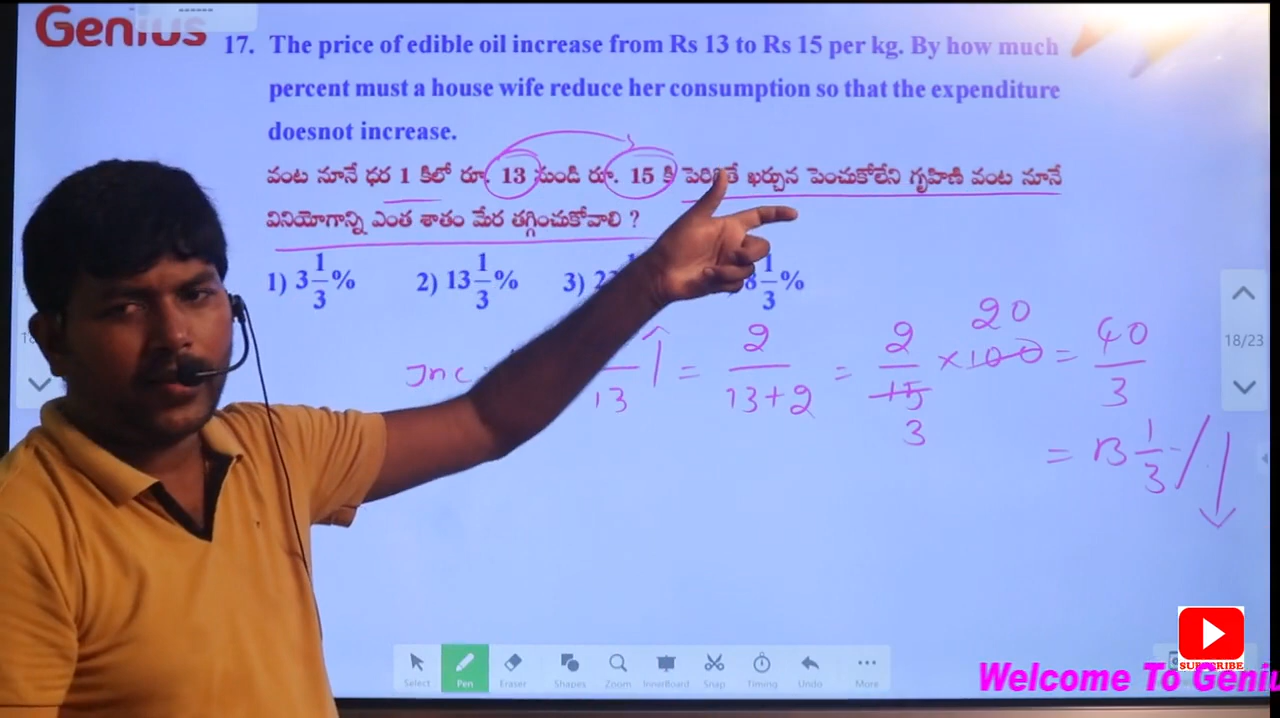 Genius
17. The price of edible oil increase from Rs 13 to Rs 15 per kg. By how much
percent must a house wife reduce her consumption so that the expenditure
doesnot increase.
వంట నూనే ధర 1 కిలో రూ. 13 నుండి రూ. 15 కి పెరిగితే ఖర్చున పెంచుకోలేని గృహిణి వంట నూనే
వినియోగాన్ని ఎంత శాతం మేర తగ్గించుకోవాలి ?
1) 3 1/3 % 2) 13 1/3 % 3) 1/3 %
Inc = 13 ↑ = 2/13+2 = 2/15 × 100 = 40/3
20
3
= 13 1/3 % ↓
18/23
Select Pen Eraser Shapes Zoom InnerBoard Snap Timing Undo More
SUBSCRIBE
Welcome To Geniu